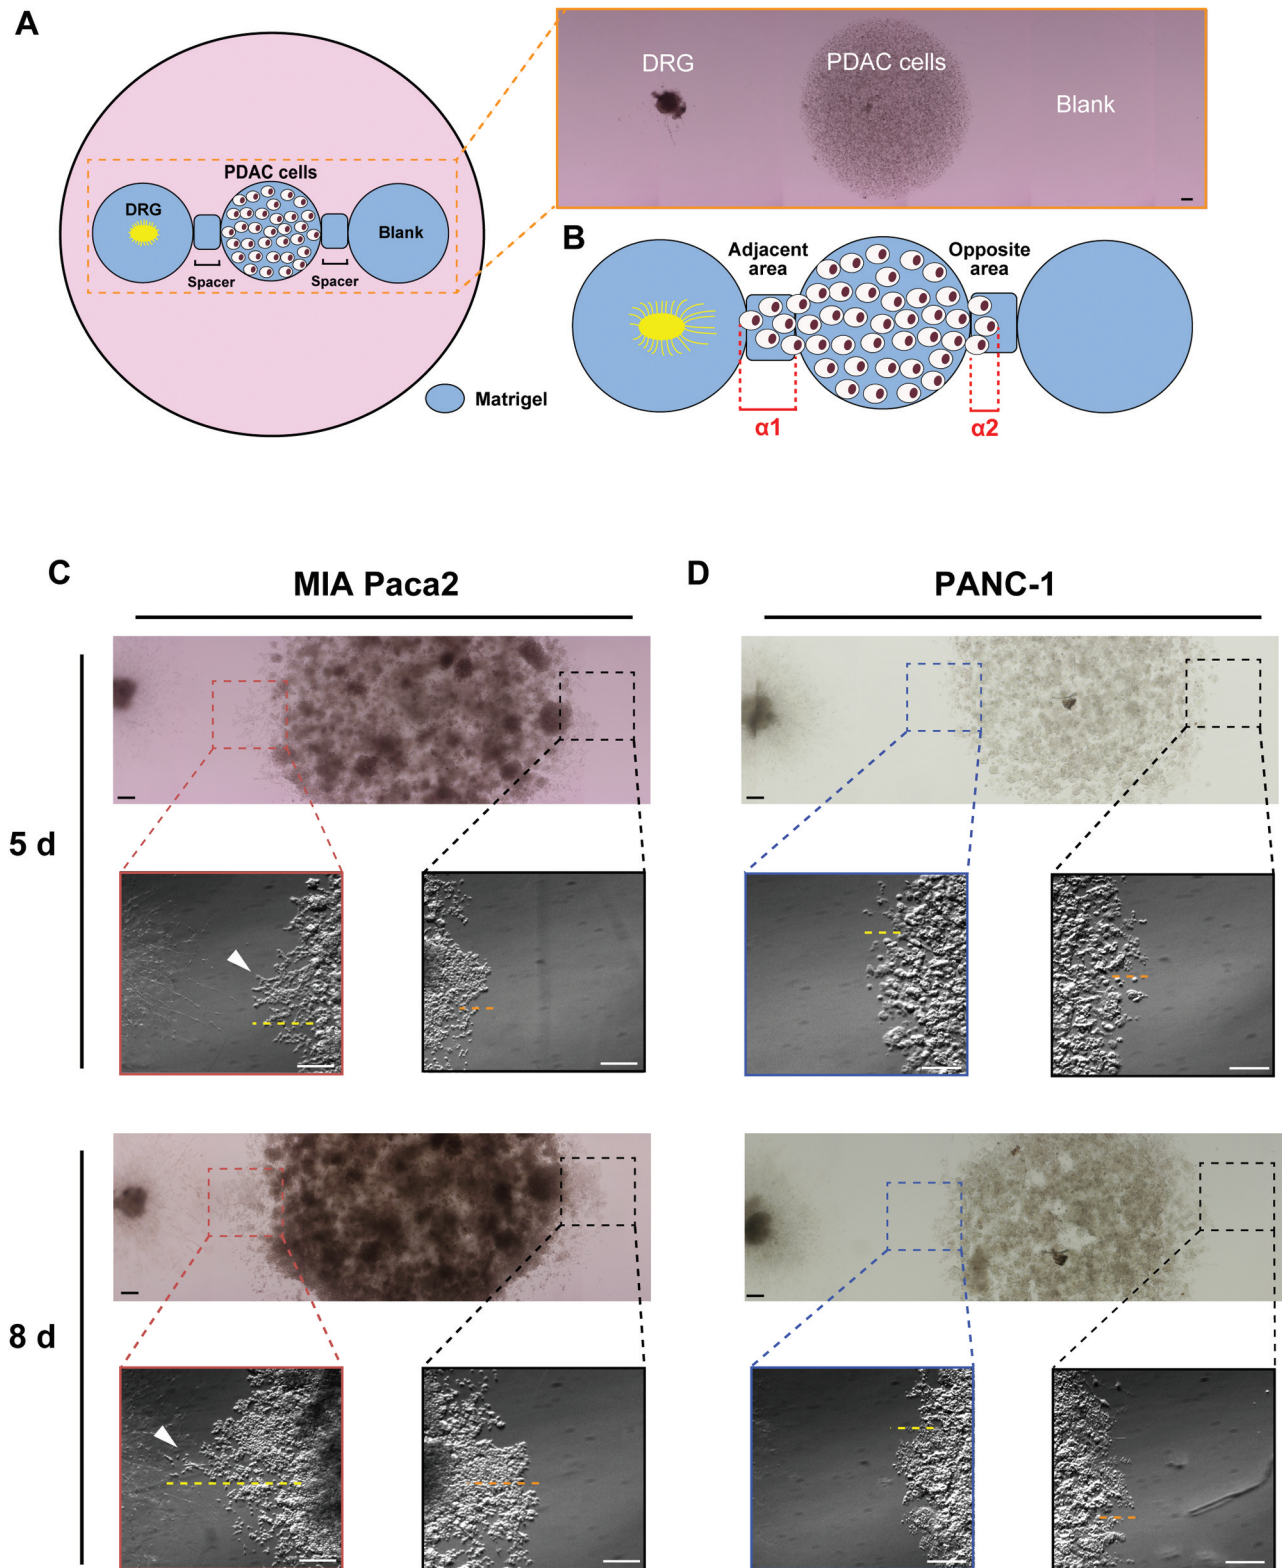 A
DRG
PDAC cells
Blank
PDAC cells
DRG
Blank
Spacer
Spacer
Matrigel
B
Adjacent
area
Opposite
area
α1
α2
C
MIA Paca2
D
PANC-1
5 d
8 d